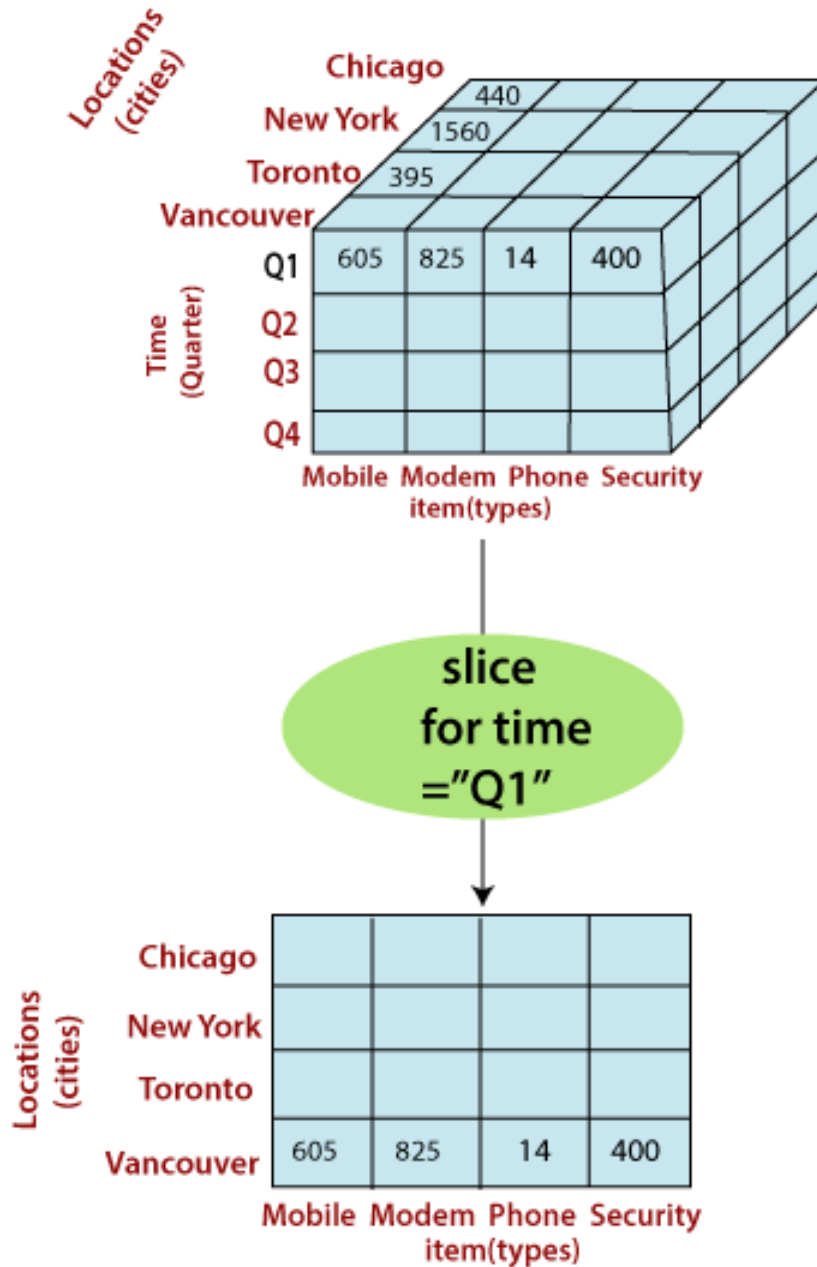 Locations
(cities)
Chicago
440
New York
1560
Toronto
395
Vancouver
Q1 605 825 14 400
Time
(Quarter)
Q2
Q3
Q4
Mobile Modem Phone Security
item(types)
slice
for time
="Q1"
Locations
(cities)
Chicago
New York
Toronto
Vancouver 605 825 14 400
Mobile Modem Phone Security
item(types)